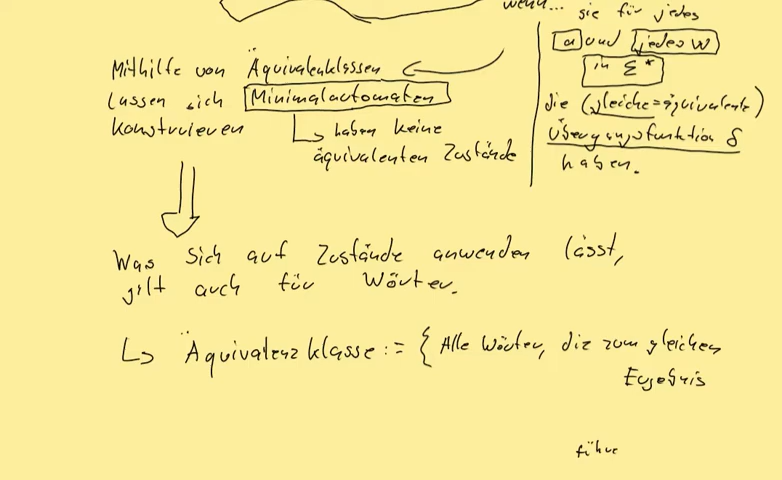 wenn...
sie für jedes
a und jedes w
in Σ*
die (gleiche=äquivalente)
Übergangsfunktion δ
haben.
Mithilfe von Äquivalenklassen
lassen sich Minimalautomaten
konstruieren
↳ haben keine
äquivalenten Zustände
Was sich auf Zustände anwenden lässt,
gilt auch für Wörter.
↳ Äquivalenzklasse := { Alle Wörter, die zum gleichen
Ergebnis
führe